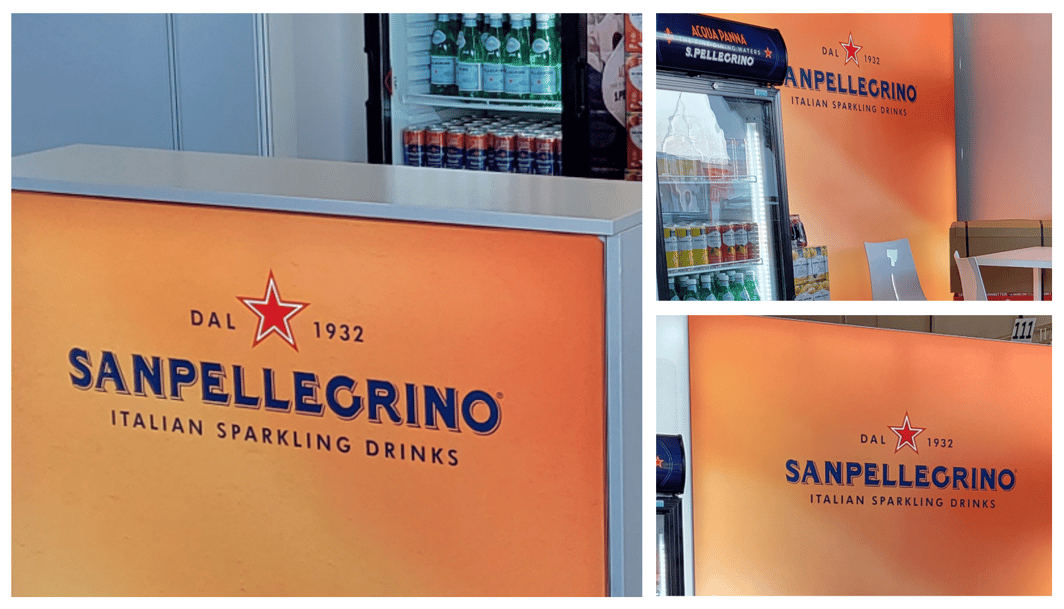 DAL 1932
SANPELLEGRINO®
ITALIAN SPARKLING DRINKS
ACQUA PANNA
S.PELLEGRINO
DAL 1932
ANPELLEGRINO
ITALIAN SPARKLING DRINKS
111
DAL 1932
SANPELLEGRINO
ITALIAN SPARKLING DRINKS